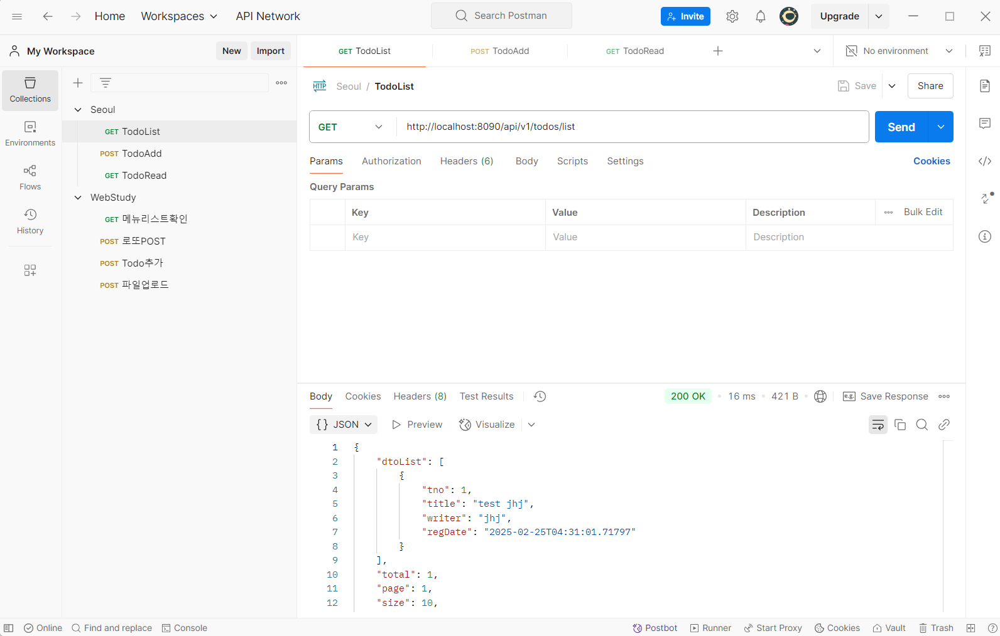 Home Workspaces API Network Search Postman Invite Upgrade
My Workspace New Import GET TodoList POST TodoAdd GET TodoRead No environment
Collections
Environments
Flows
History
Seoul
GET TodoList
POST TodoAdd
GET TodoRead
WebStudy
GET 메뉴리스트확인
POST 로또POST
POST Todo추가
POST 파일업로드
HTTP Seoul / TodoList Save Share
GET http://localhost:8090/api/v1/todos/list Send
Params Authorization Headers (6) Body Scripts Settings Cookies
Query Params
Key Value Description Bulk Edit
Key Value Description
Body Cookies Headers (8) Test Results 200 OK 16 ms 421 B e.g. Save Response
{} JSON Preview Visualize
1 {
2 "dtoList": [
3 {
4 "tno": 1,
5 "title": "test jhj",
6 "writer": "jhj",
7 "regDate": "2025-02-25T04:31:01.71797"
8 }
9 ],
10 "total": 1,
11 "page": 1,
12 "size": 10,
Online Find and replace Console Postbot Runner Start Proxy Cookies Vault Trash